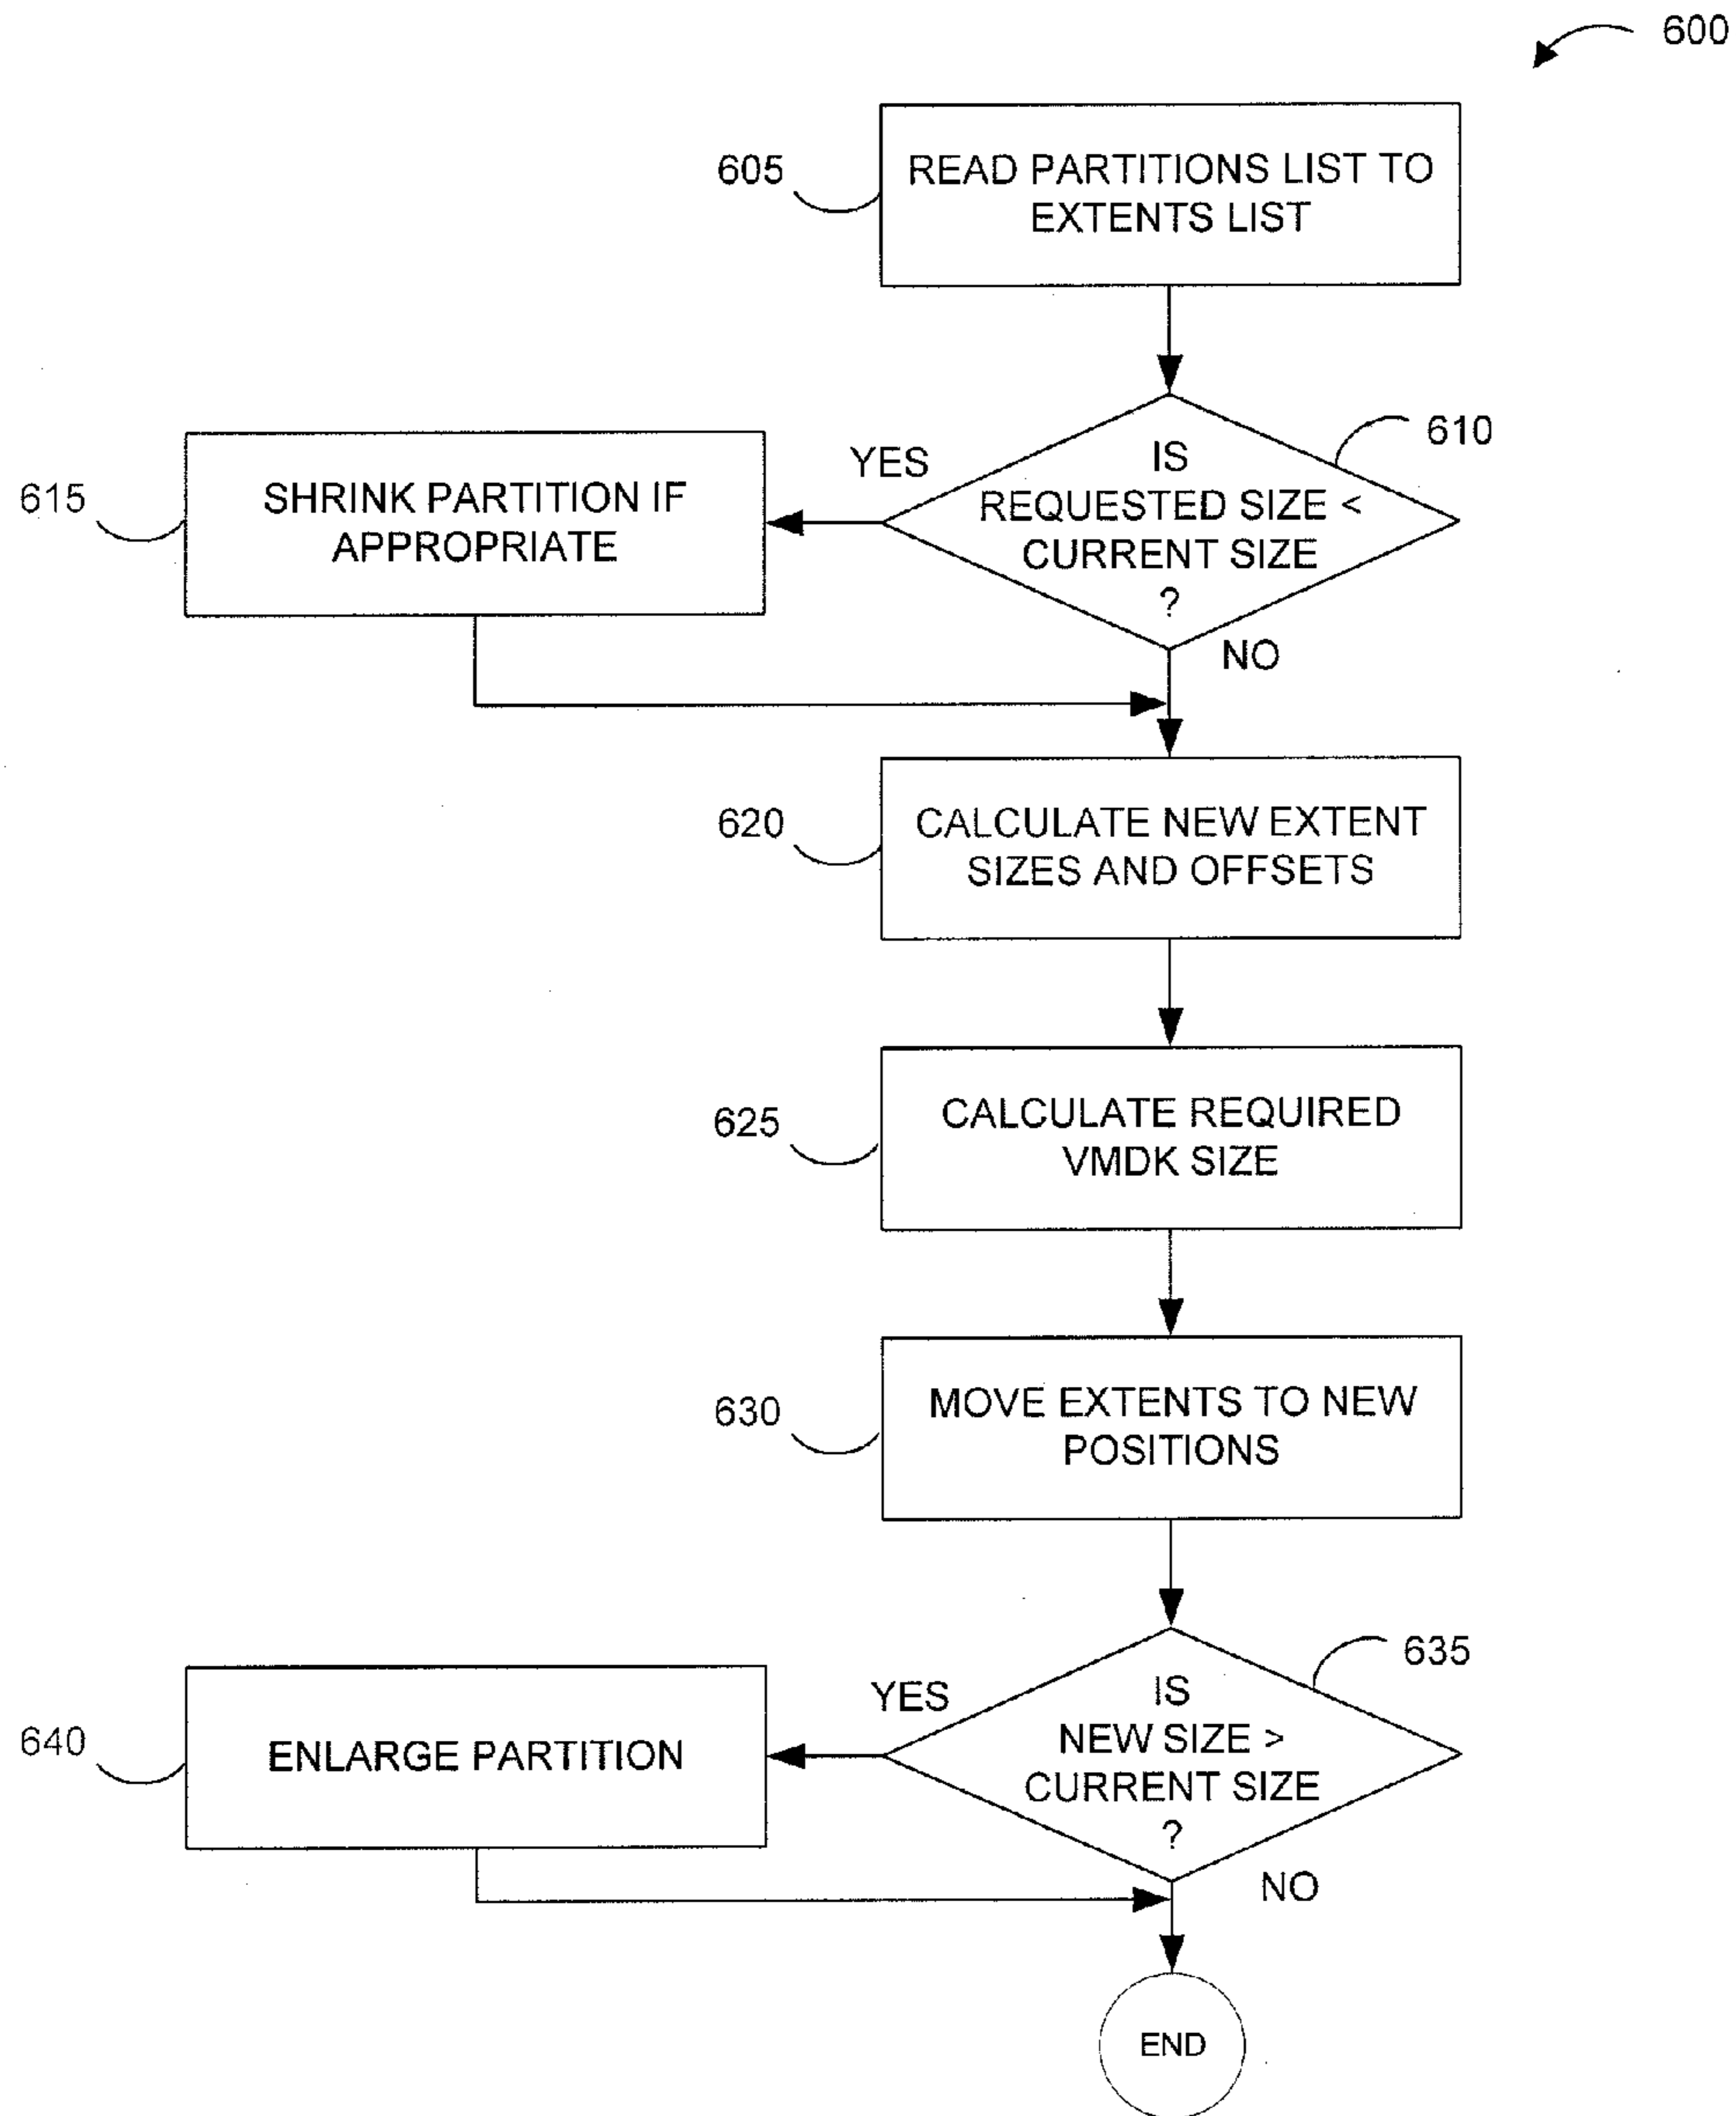 600
605
READ PARTITIONS LIST TO
EXTENTS LIST
610
IS
REQUESTED SIZE <
CURRENT SIZE
?
YES
NO
615
SHRINK PARTITION IF
APPROPRIATE
620
CALCULATE NEW EXTENT
SIZES AND OFFSETS
625
CALCULATE REQUIRED
VMDK SIZE
630
MOVE EXTENTS TO NEW
POSITIONS
635
IS
NEW SIZE >
CURRENT SIZE
?
YES
NO
640
ENLARGE PARTITION
END